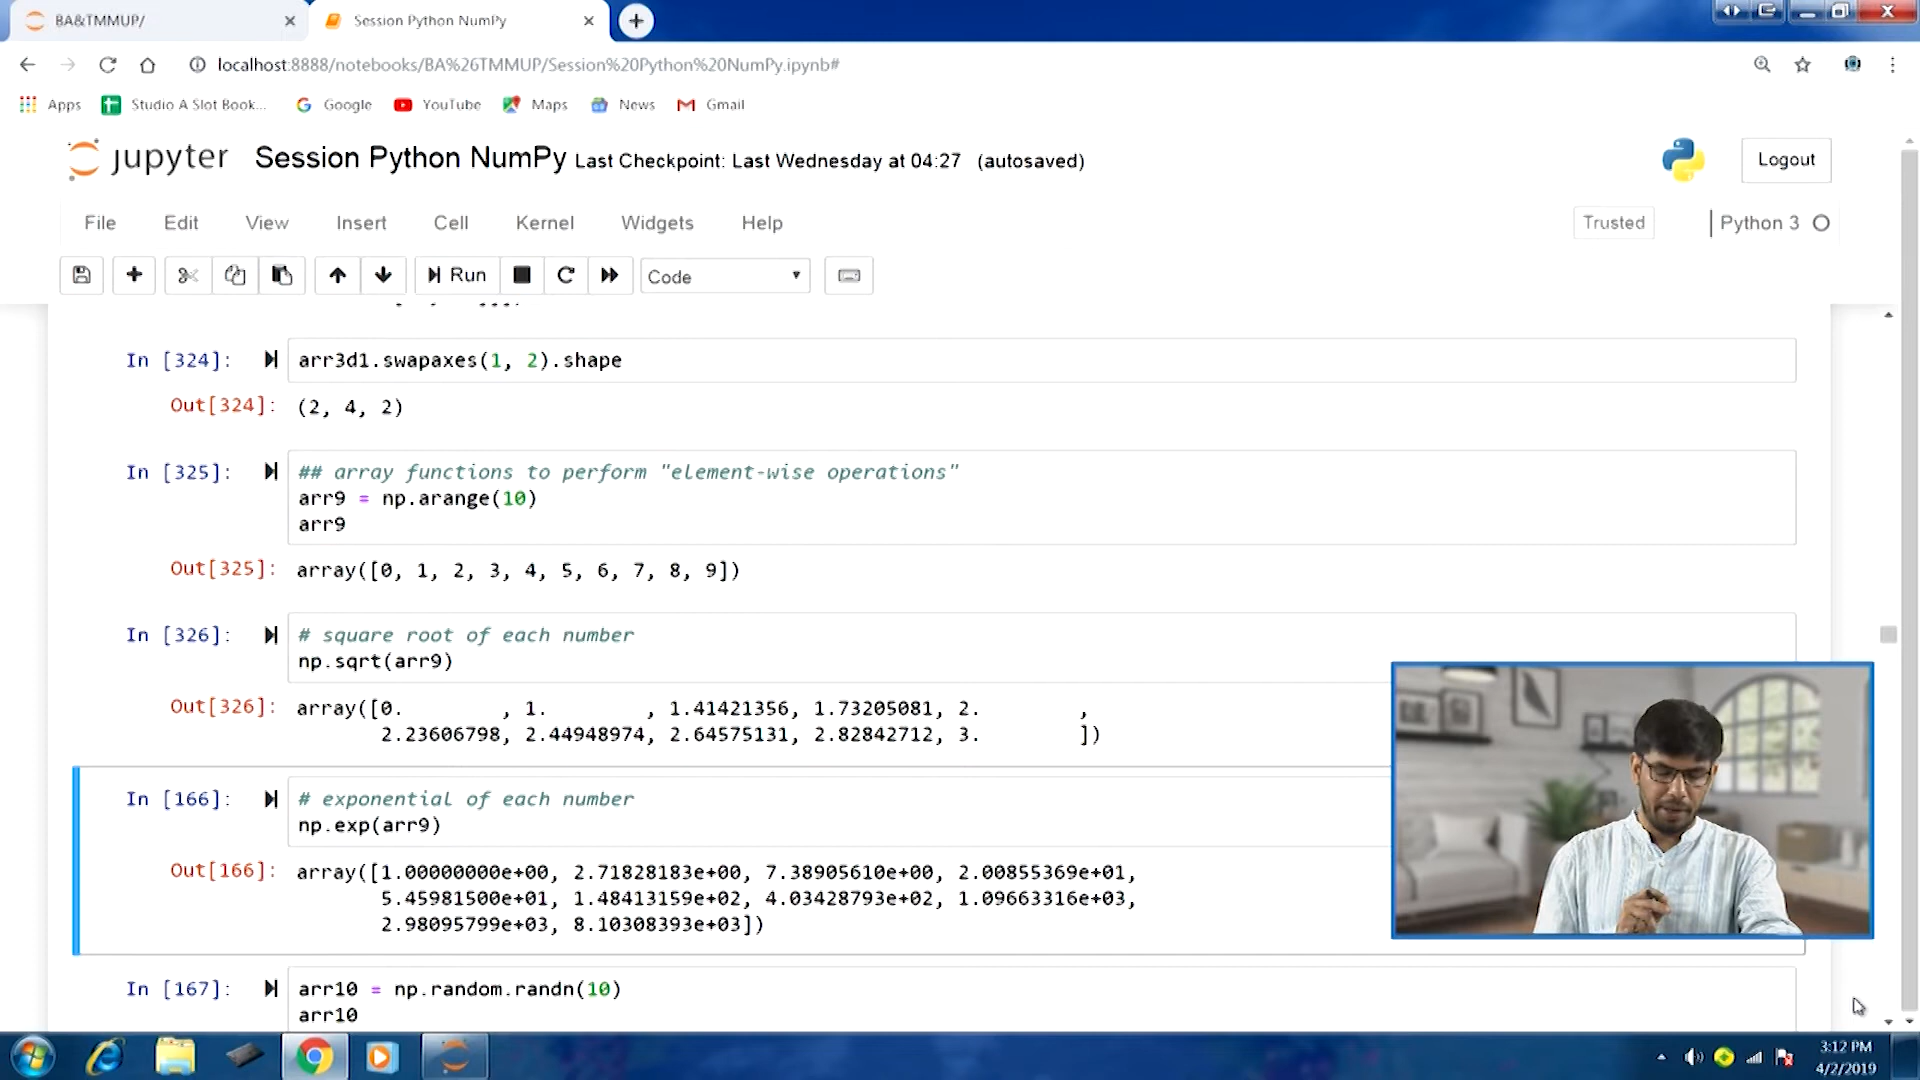 BA&TMMUP/
Session Python NumPy
localhost:8888/notebooks/BA%26TMMUP/Session%20Python%20NumPy.ipynb#
Apps Studio A Slot Book... Google YouTube Maps News Gmail
jupyter Session Python NumPy Last Checkpoint: Last Wednesday at 04:27 (autosaved)
Logout
File Edit View Insert Cell Kernel Widgets Help
Trusted Python 3
Run Code
In [324]: arr3d1.swapaxes(1, 2).shape
Out[324]: (2, 4, 2)
In [325]: ## array functions to perform "element-wise operations"
arr9 = np.arange(10)
arr9
Out[325]: array([0, 1, 2, 3, 4, 5, 6, 7, 8, 9])
In [326]: # square root of each number
np.sqrt(arr9)
Out[326]: array([0. , 1. , 1.41421356, 1.73205081, 2. ,
2.23606798, 2.44948974, 2.64575131, 2.82842712, 3. ])
In [166]: # exponential of each number
np.exp(arr9)
Out[166]: array([1.00000000e+00, 2.71828183e+00, 7.38905610e+00, 2.00855369e+01,
5.45981500e+01, 1.48413159e+02, 4.03428793e+02, 1.09663316e+03,
2.98095799e+03, 8.10308393e+03])
In [167]: arr10 = np.random.randn(10)
arr10
3:12 PM
4/2/2019